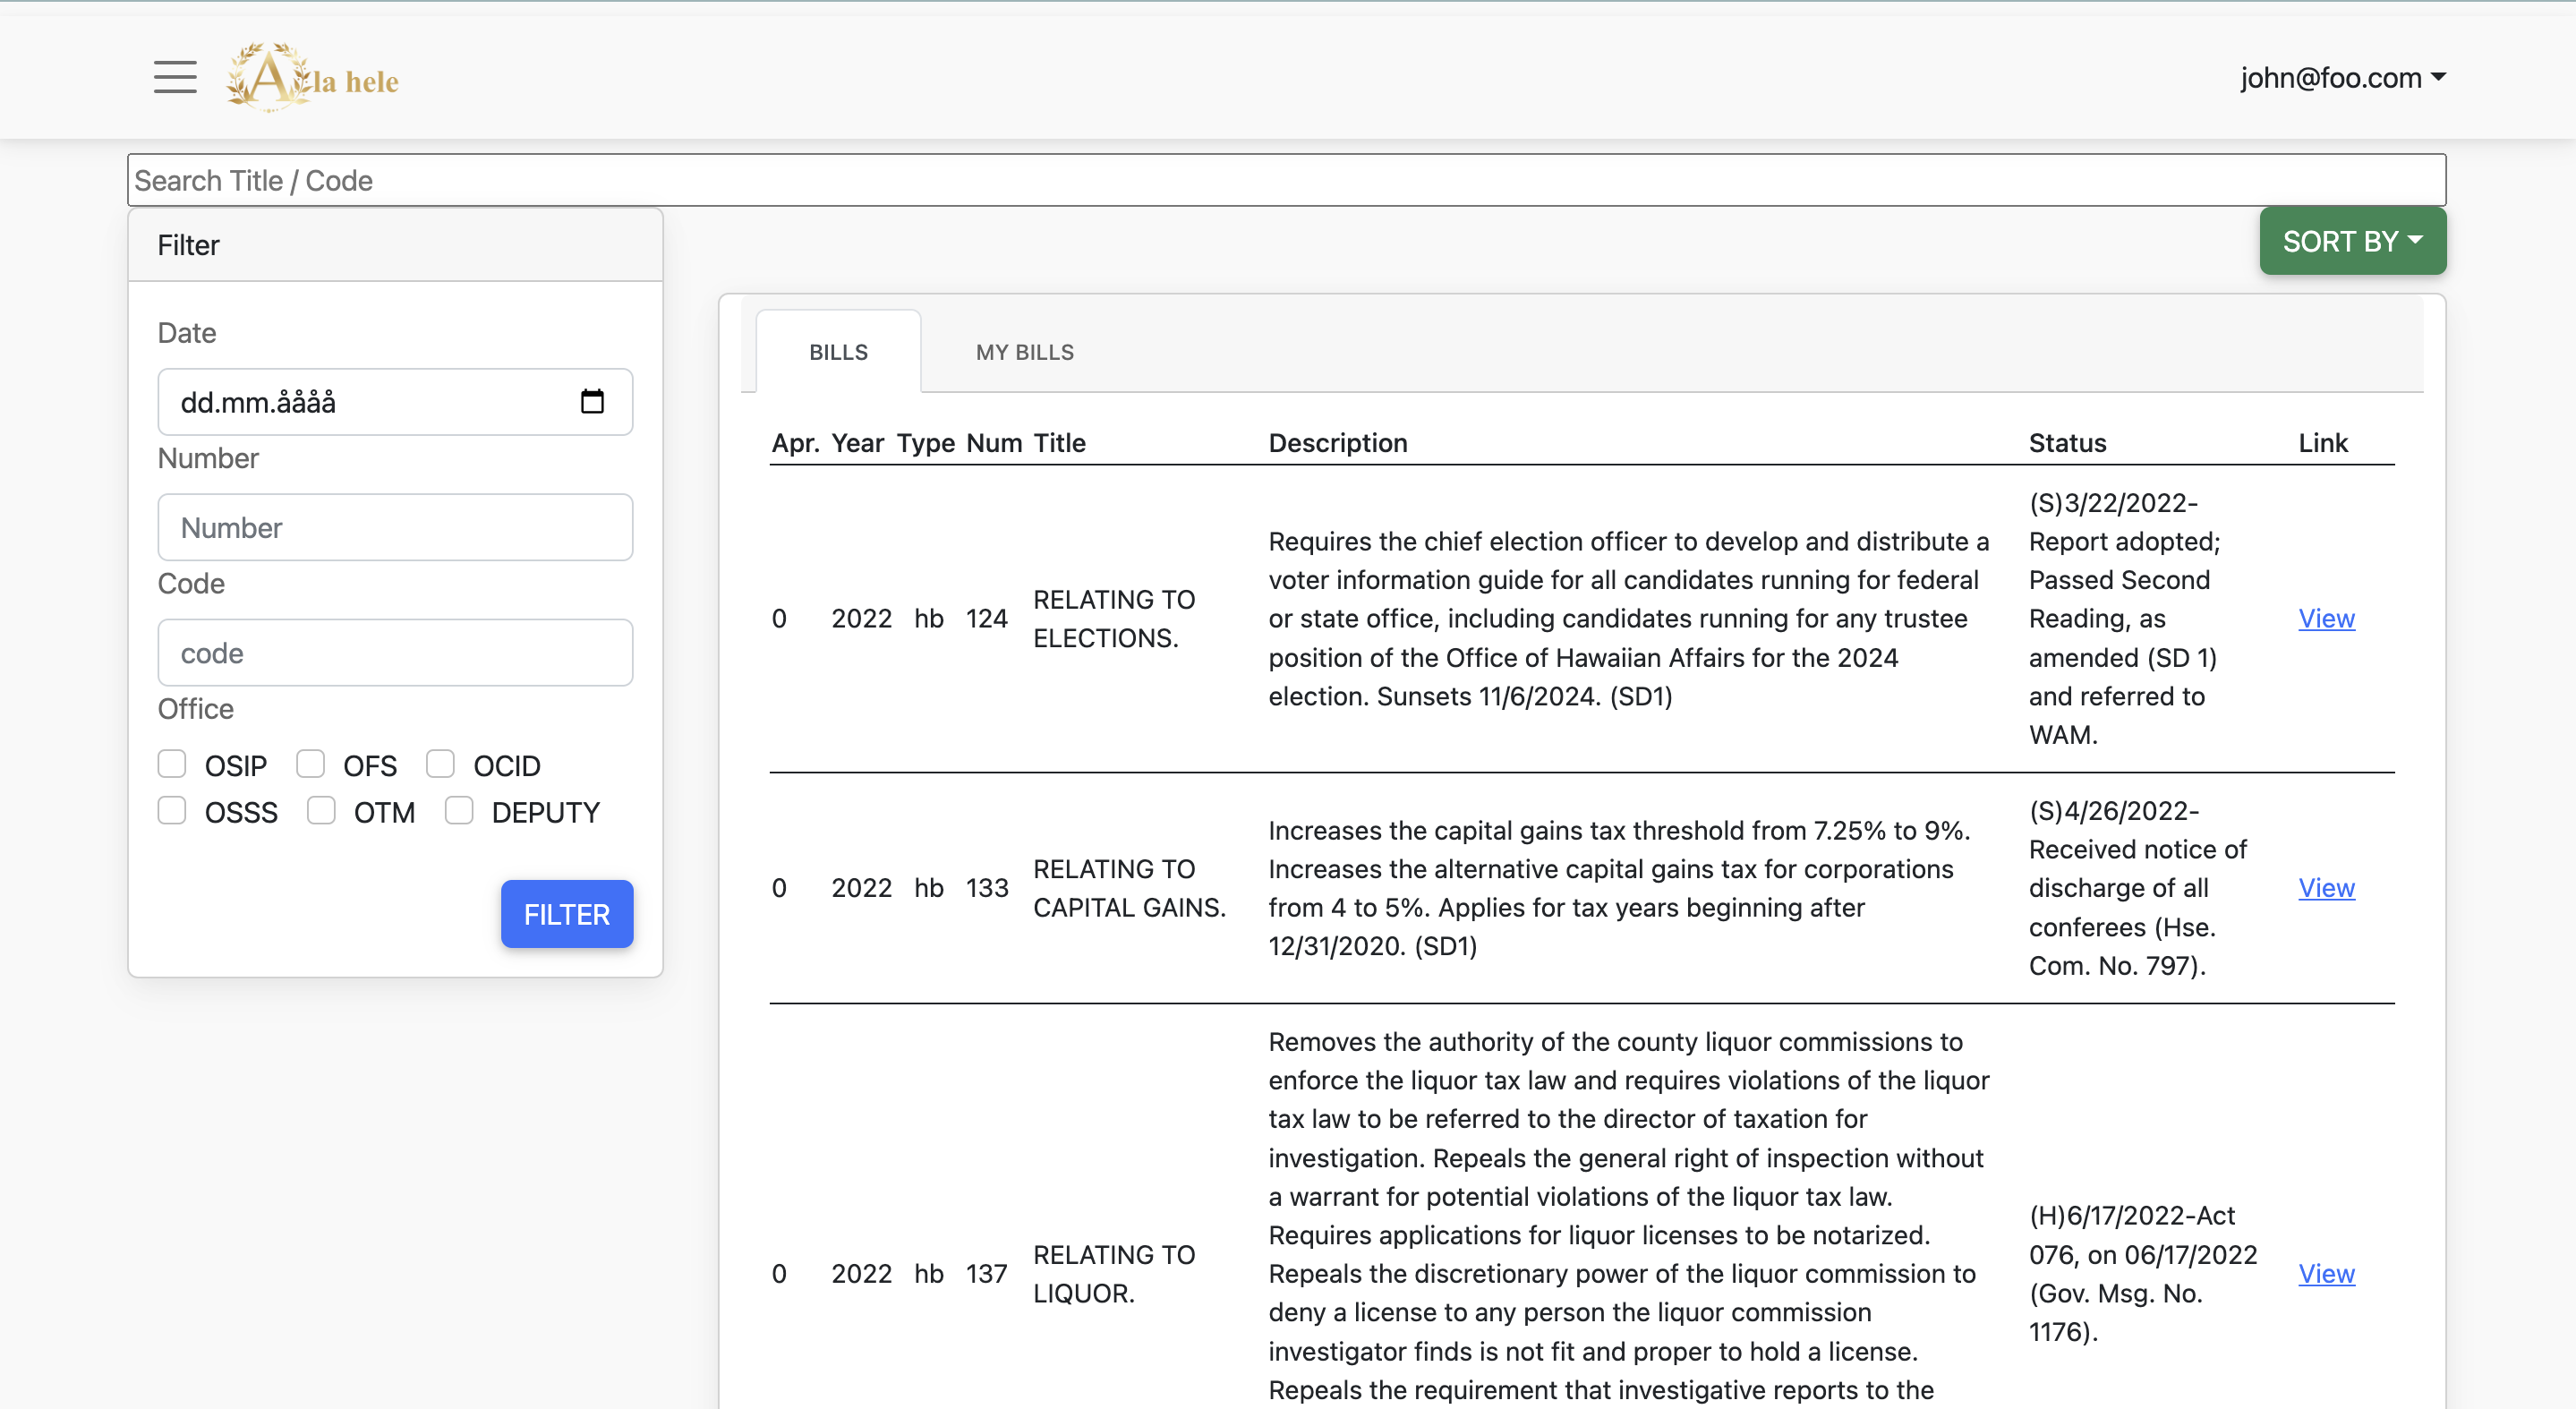 A la hele
john@foo.com
Search Title / Code
Filter
Date
dd.mm.åååå
Number
Number
Code
code
Office
OSIP OFS OCID
OSSS OTM DEPUTY
FILTER
SORT BY
BILLS MY BILLS
Apr. Year Type Num Title Description Status Link
0 2022 hb 124
RELATING TO
ELECTIONS.
Requires the chief election officer to develop and distribute a
voter information guide for all candidates running for federal
or state office, including candidates running for any trustee
position of the Office of Hawaiian Affairs for the 2024
election. Sunsets 11/6/2024. (SD1)
(S)3/22/2022-
Report adopted;
Passed Second
Reading, as
amended (SD 1)
and referred to
WAM.
View
0 2022 hb 133
RELATING TO
CAPITAL GAINS.
Increases the capital gains tax threshold from 7.25% to 9%.
Increases the alternative capital gains tax for corporations
from 4 to 5%. Applies for tax years beginning after
12/31/2020. (SD1)
(S)4/26/2022-
Received notice of
discharge of all
conferees (Hse.
Com. No. 797).
View
0 2022 hb 137
RELATING TO
LIQUOR.
Removes the authority of the county liquor commissions to
enforce the liquor tax law and requires violations of the liquor
tax law to be referred to the director of taxation for
investigation. Repeals the general right of inspection without
a warrant for potential violations of the liquor tax law.
Requires applications for liquor licenses to be notarized.
Repeals the discretionary power of the liquor commission to
deny a license to any person the liquor commission
investigator finds is not fit and proper to hold a license.
Repeals the requirement that investigative reports to the
(H)6/17/2022-Act
076, on 06/17/2022
(Gov. Msg. No.
1176).
View